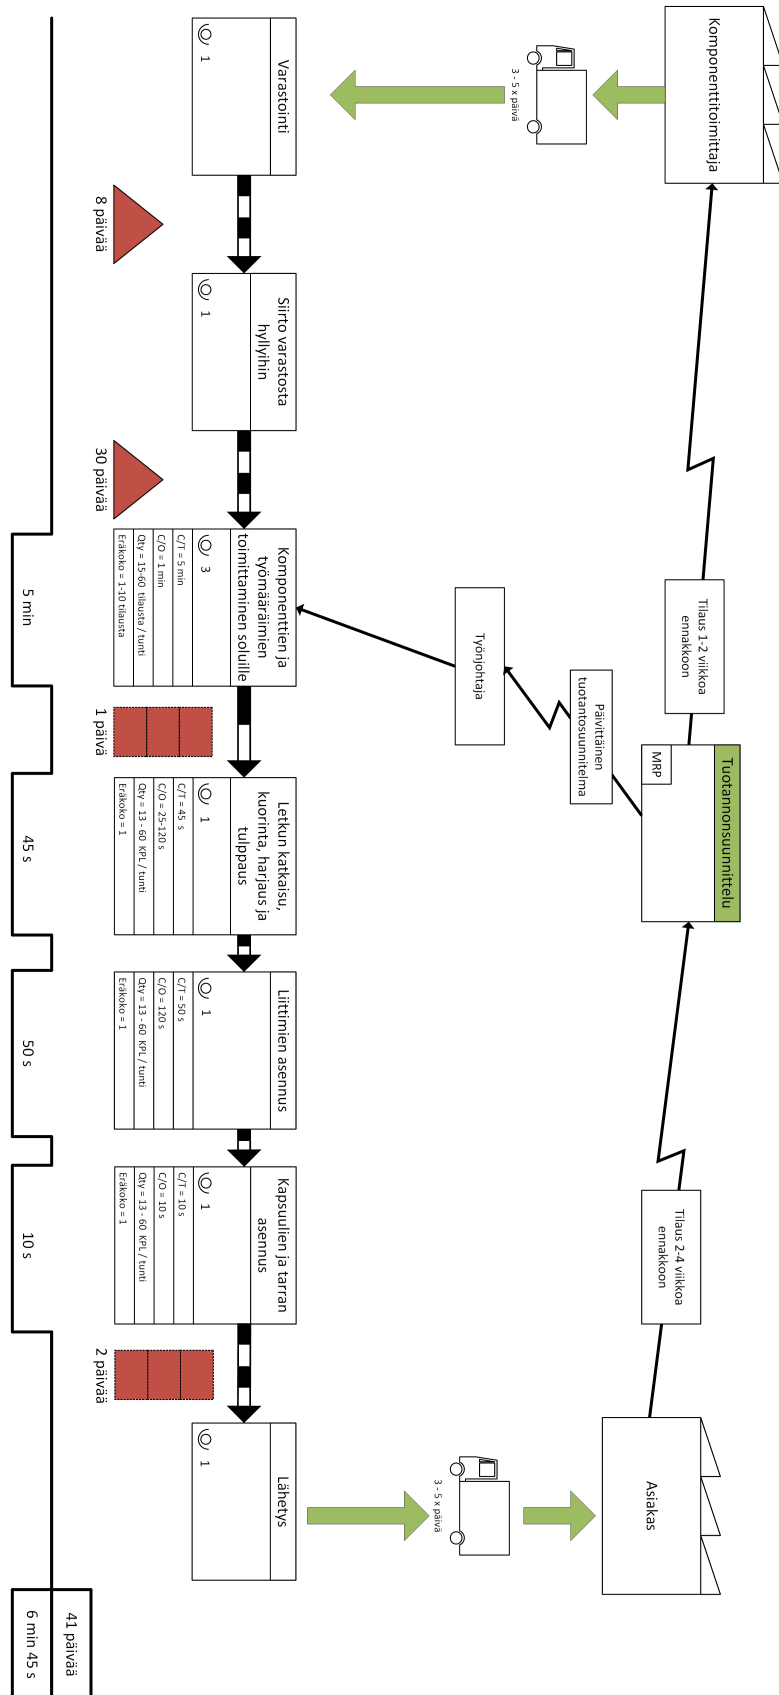 Komponenttitoimittaja
Tilaus 1-2 viikkoa
ennakkoon
Tuotannonsuunnittelu
MRP
Tilaus 2-4 viikkoa
ennakkoon
Asiakas
3 - 5 x päivä
Päivittäinen
tuotantosuunnitelma
Työnjohtaja
3 - 5 x päivä
Varastointi
1
8 päivää
Siirto varastosta
hyllyihin
1
30 päivää
Komponenttien ja
työmääräimien
toimittaminen soluille
3
C/T = 5 min
C/O = 1 min
Qty = 15-60 tilausta / tunti
Eräkoko = 1-10 tilausta
1 päivä
Letkun katkaisu,
kuorinta, harjaus ja
tulppaus
1
C/T = 45 s
C/O = 25-120 s
Qty = 13 - 60 KPL / tunti
Eräkoko = 1
Liittimien asennus
1
C/T = 50 s
C/O = 120 s
Qty = 13 - 60 KPL / tunti
Eräkoko = 1
Kapsuulien ja tarran
asennus
1
C/T = 10 s
C/O = 10 s
Qty = 13 - 60 KPL / tunti
Eräkoko = 1
2 päivää
Lähetys
1
5 min
45 s
50 s
10 s
41 päivää
6 min 45 s